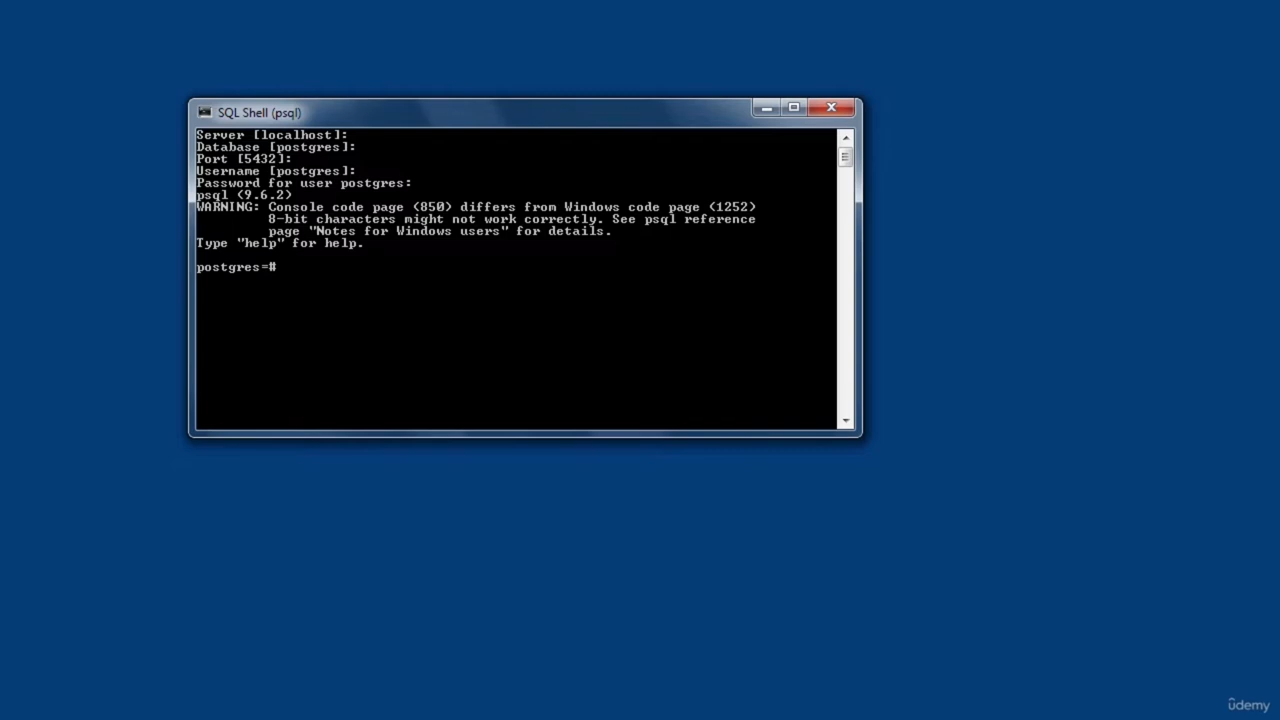 SQL Shell (psql)
Server [localhost]:
Database [postgres]:
Port [5432]:
Username [postgres]:
Password for user postgres:
psql (9.6.2)
WARNING: Console code page (850) differs from Windows code page (1252)
8-bit characters might not work correctly. See psql reference
page "Notes for Windows users" for details.
Type "help" for help.
postgres=#
ûdemy